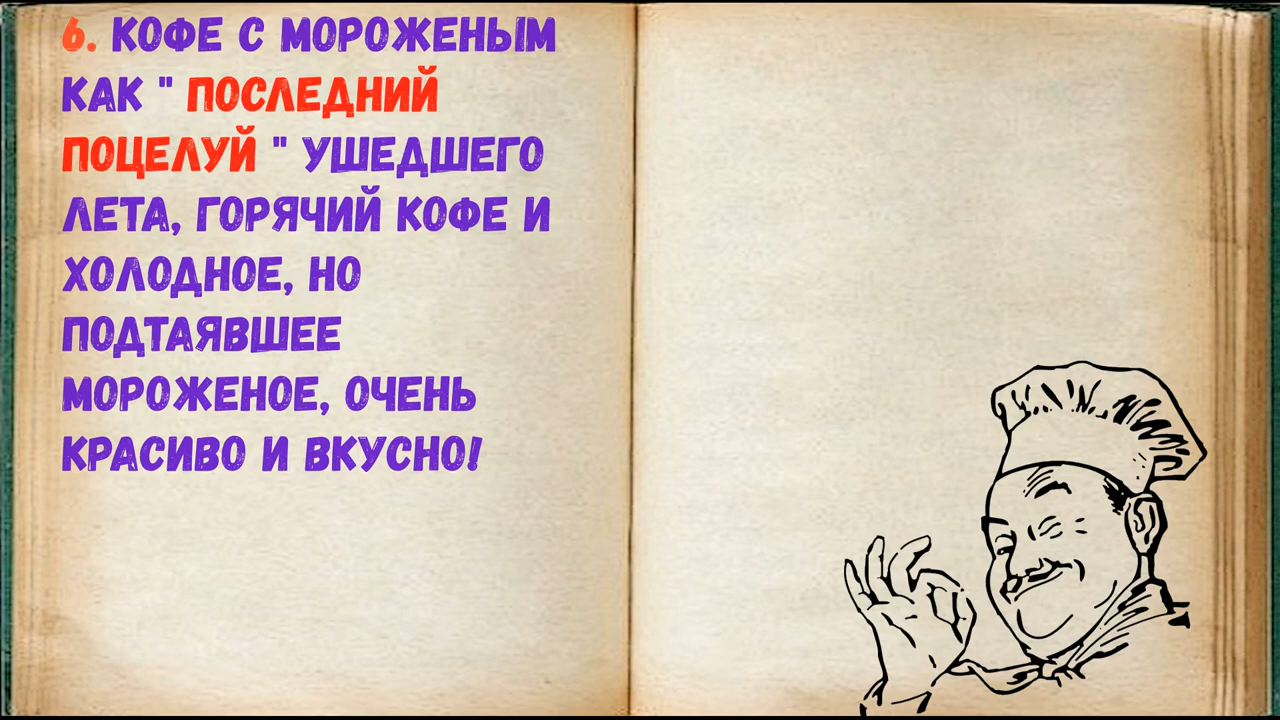 6. КОФЕ С МОРОЖЕНЫМ
КАК " ПОСЛЕДНИЙ
ПОЦЕЛУЙ " УШЕДШЕГО
ЛЕТА, ГОРЯЧИЙ КОФЕ И
ХОЛОДНОЕ, НО
ПОДТАЯВШЕЕ
МОРОЖЕНОЕ, ОЧЕНЬ
КРАСИВО И ВКУСНО!